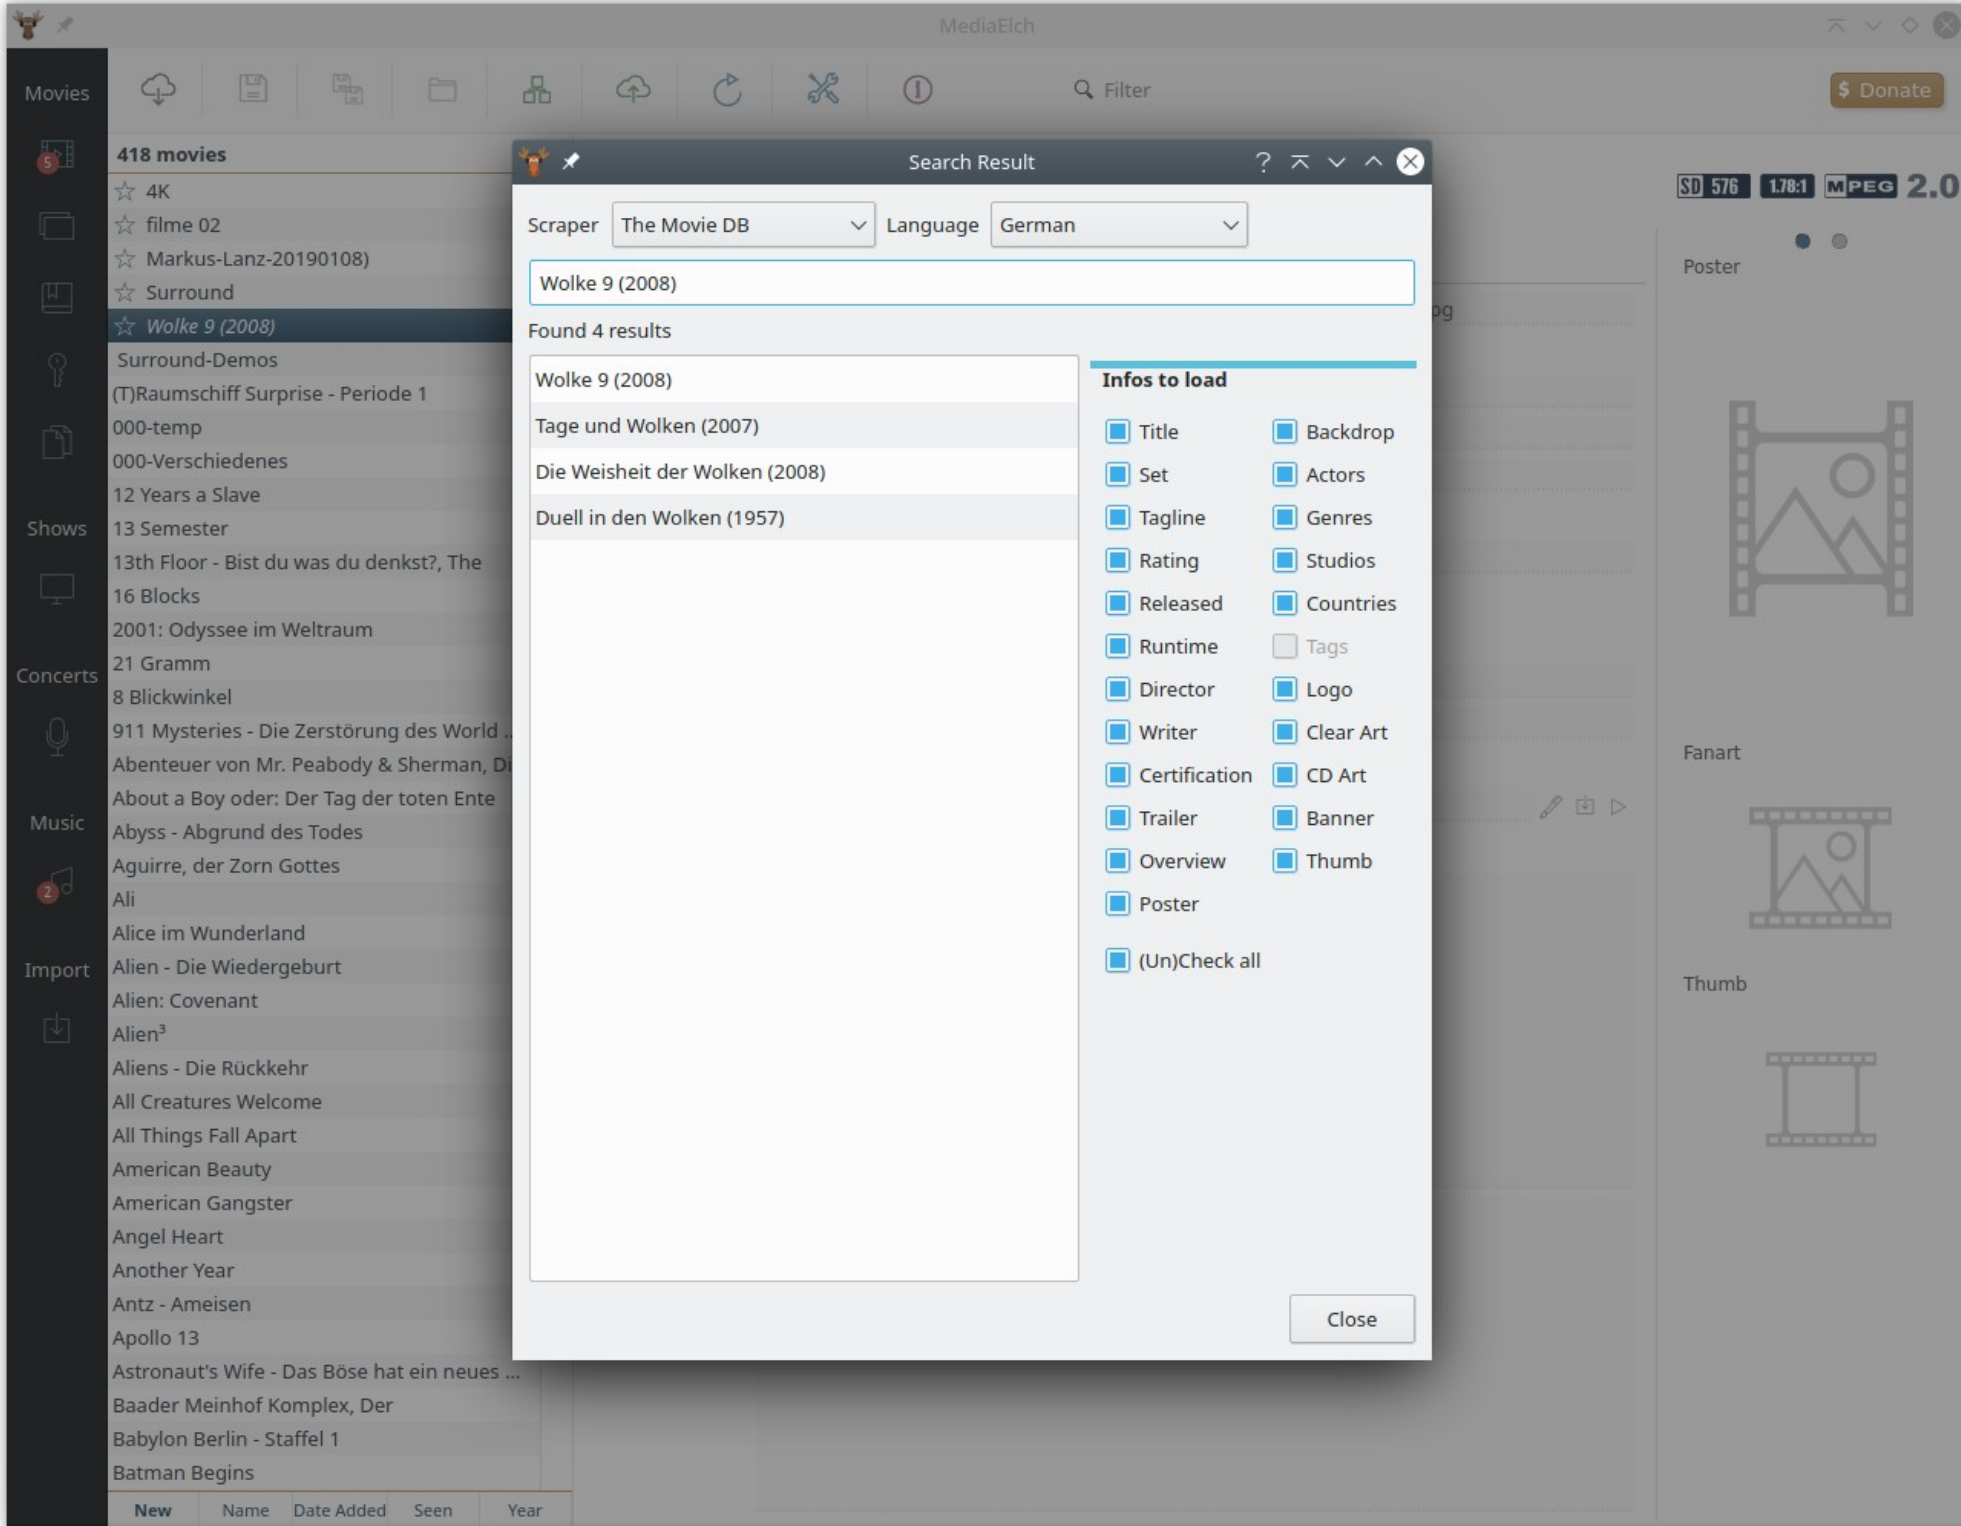 MediaElch
Movies
Filter
$ Donate
5
418 movies
4K
filme 02
Markus-Lanz-20190108)
Surround
Wolke 9 (2008)
Surround-Demos
(T)Raumschiff Surprise - Periode 1
000-temp
000-Verschiedenes
12 Years a Slave
13 Semester
13th Floor - Bist du was du denkst?, The
16 Blocks
2001: Odyssee im Weltraum
21 Gramm
8 Blickwinkel
911 Mysteries - Die Zerstörung des World ...
Abenteuer von Mr. Peabody & Sherman, Di
About a Boy oder: Der Tag der toten Ente
Abyss - Abgrund des Todes
Aguirre, der Zorn Gottes
Ali
Alice im Wunderland
Alien - Die Wiedergeburt
Alien: Covenant
Alien³
Aliens - Die Rückkehr
All Creatures Welcome
All Things Fall Apart
American Beauty
American Gangster
Angel Heart
Another Year
Antz - Ameisen
Apollo 13
Astronaut's Wife - Das Böse hat ein neues ...
Baader Meinhof Komplex, Der
Babylon Berlin - Staffel 1
Batman Begins
New Name Date Added Seen Year
Shows
Concerts
Music
2
Import
Search Result
?
Scraper The Movie DB Language German
Wolke 9 (2008)
Found 4 results
Wolke 9 (2008)
Tage und Wolken (2007)
Die Weisheit der Wolken (2008)
Duell in den Wolken (1957)
Infos to load
Title Backdrop
Set Actors
Tagline Genres
Rating Studios
Released Countries
Runtime Tags
Director Logo
Writer Clear Art
Certification CD Art
Trailer Banner
Overview Thumb
Poster
(Un)Check all
Close
SD 576 1.78:1 MPEG 2.0
Poster
Fanart
Thumb